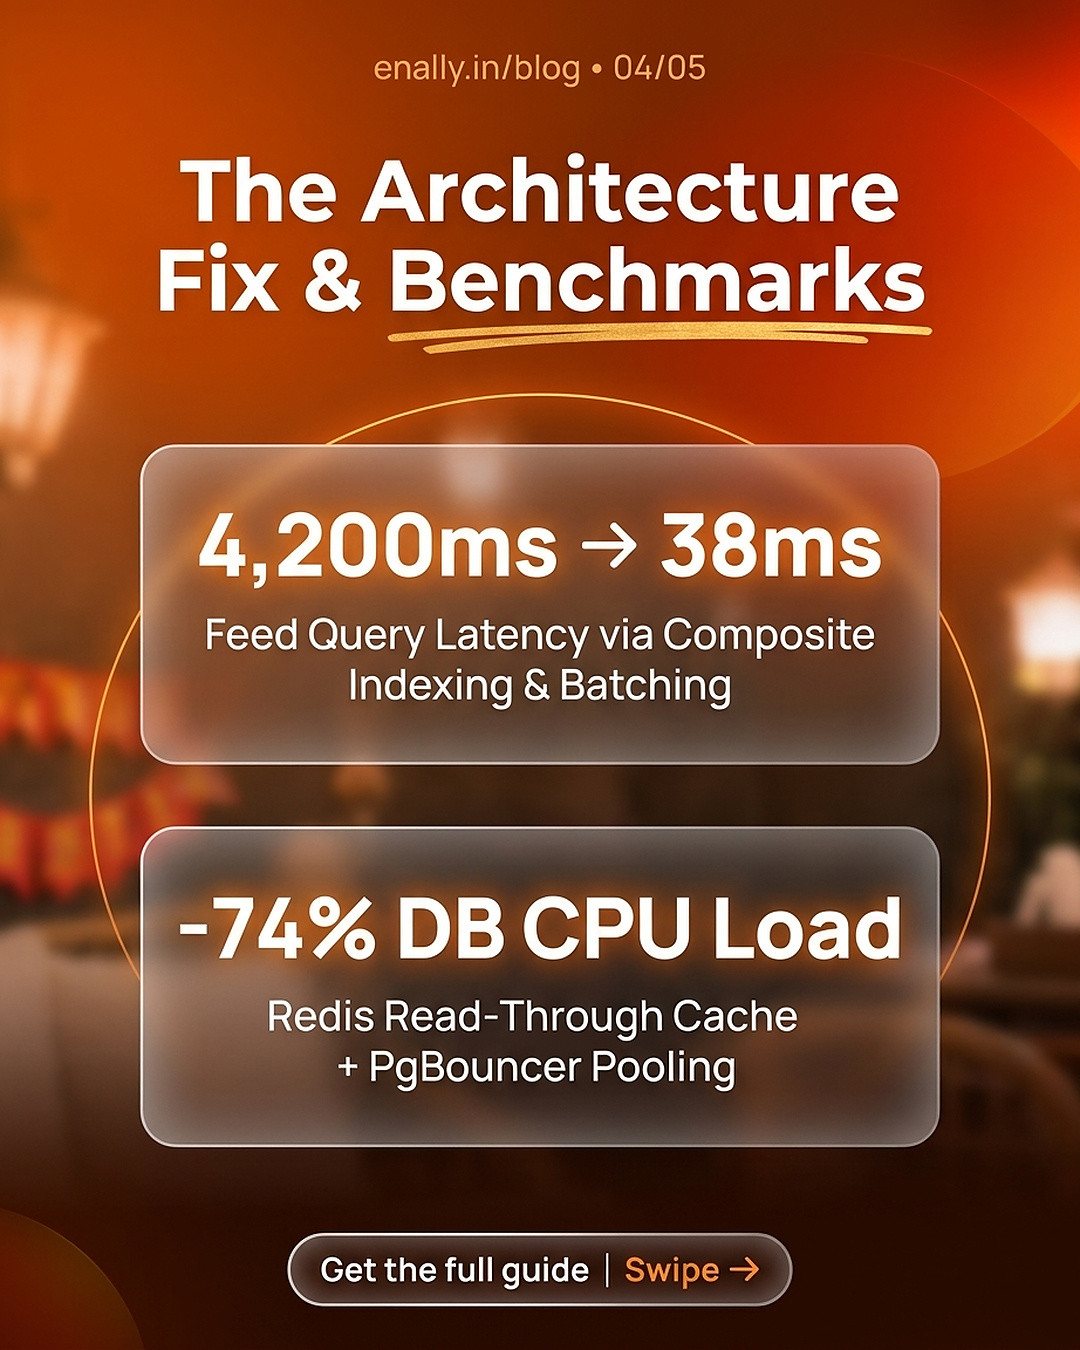 enally.in/blog • 04/05
The Architecture
Fix & Benchmarks
4,200ms → 38ms
Feed Query Latency via Composite
Indexing & Batching
-74% DB CPU Load
Redis Read-Through Cache
+ PgBouncer Pooling
Get the full guide | Swipe →